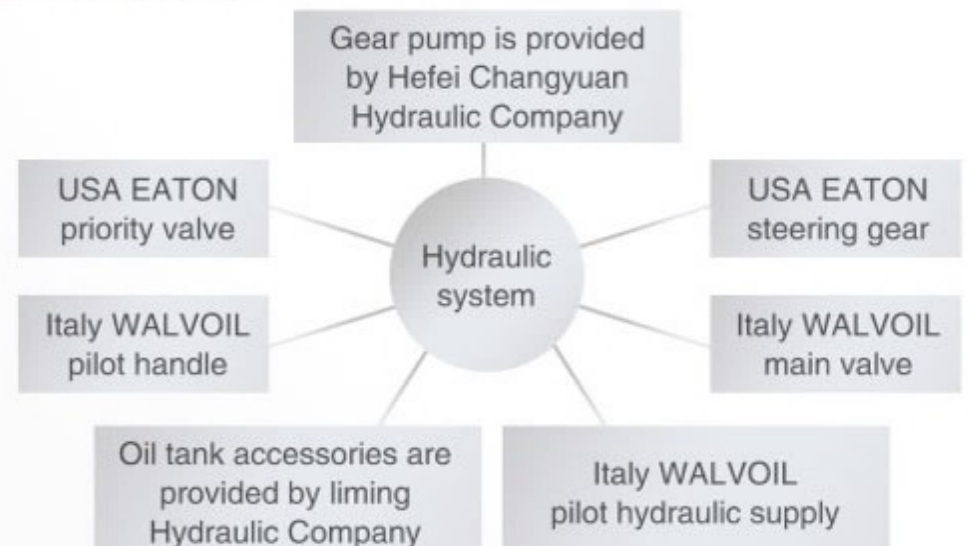 Gear pump is provided
by Hefei Changyuan
Hydraulic Company
USA EATON
priority valve
USA EATON
steering gear
Hydraulic
system
Italy WALVOIL
pilot handle
Italy WALVOIL
main valve
Oil tank accessories are
provided by liming
Hydraulic Company
Italy WALVOIL
pilot hydraulic supply